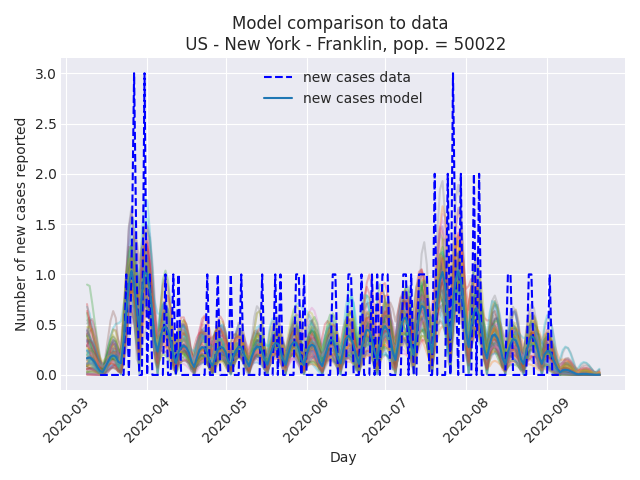 Model comparison to data
US - New York - Franklin, pop. = 50022
new cases data
new cases model
Number of new cases reported
3.0
2.5
2.0
1.5
1.0
0.5
0.0
2020-03
2020-04
2020-05
2020-06
2020-07
2020-08
2020-09
Day